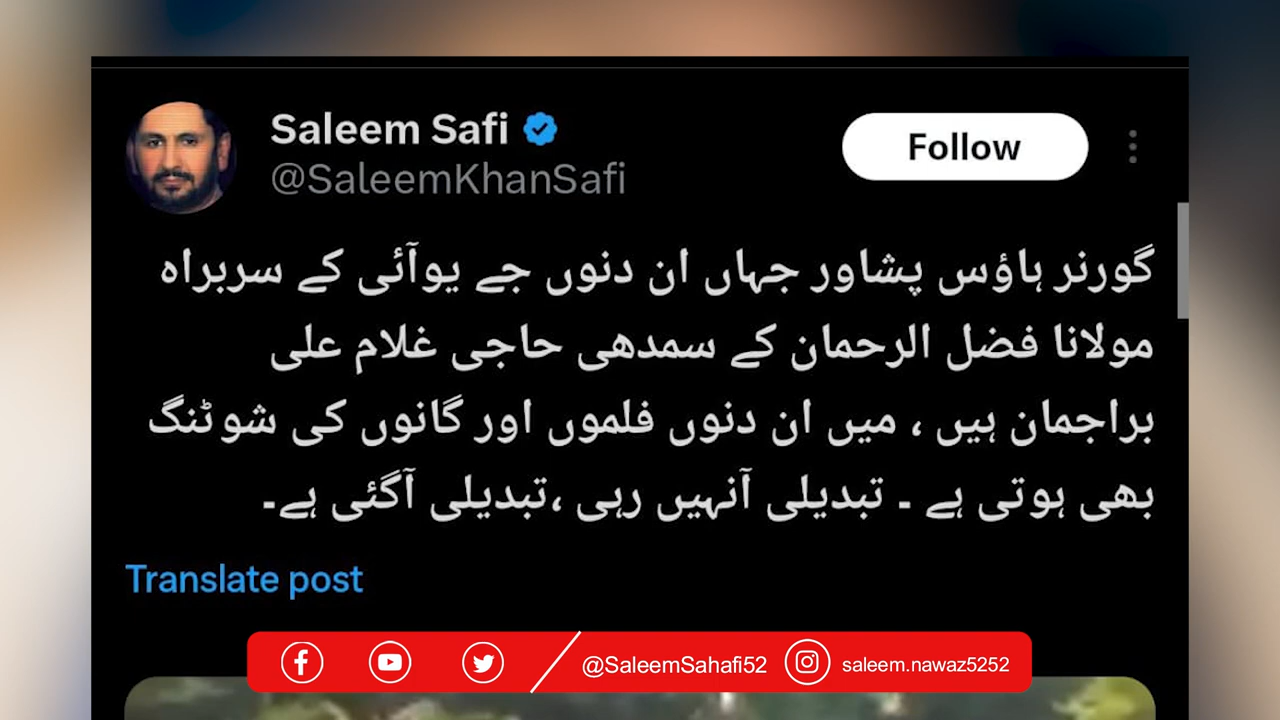 Saleem Safi
@SaleemKhanSafi
Follow
گورنر ہاؤس پشاور جہاں ان دنوں جے یوآئی کے سربراہ
مولانا فضل الرحمان کے سمدھی حاجی غلام علی
براجمان ہیں ، میں ان دنوں فلموں اور گانوں کی شوٹنگ
بھی ہوتی ہے ۔ تبدیلی آنہیں رہی ،تبدیلی آگئی ہے۔
Translate post
@SaleemSahafi52 saleem.nawaz5252